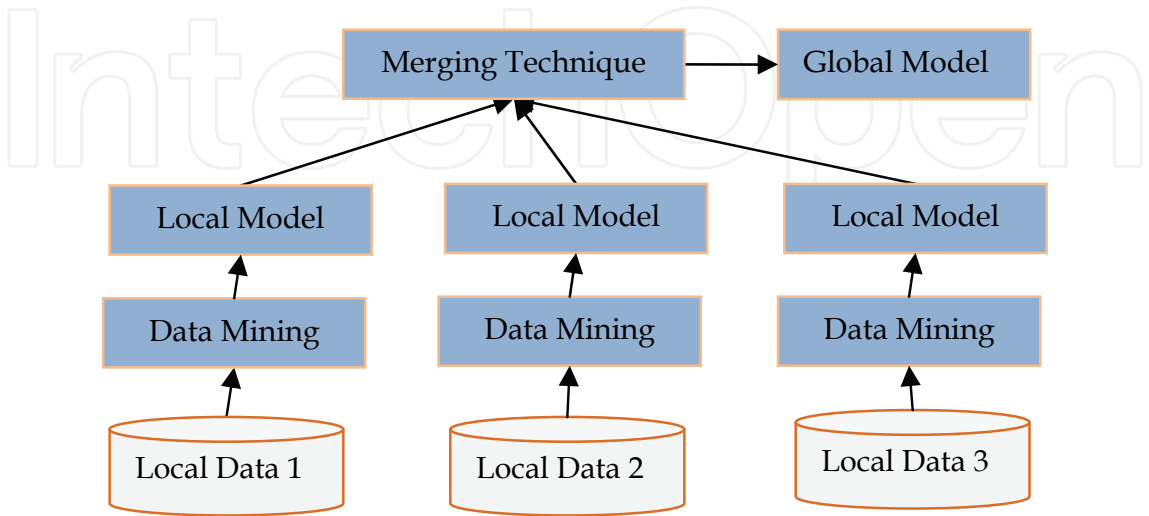 IntechOpen
Merging Technique
Global Model
Local Model
Local Model
Local Model
Data Mining
Data Mining
Data Mining
Local Data 1
Local Data 2
Local Data 3